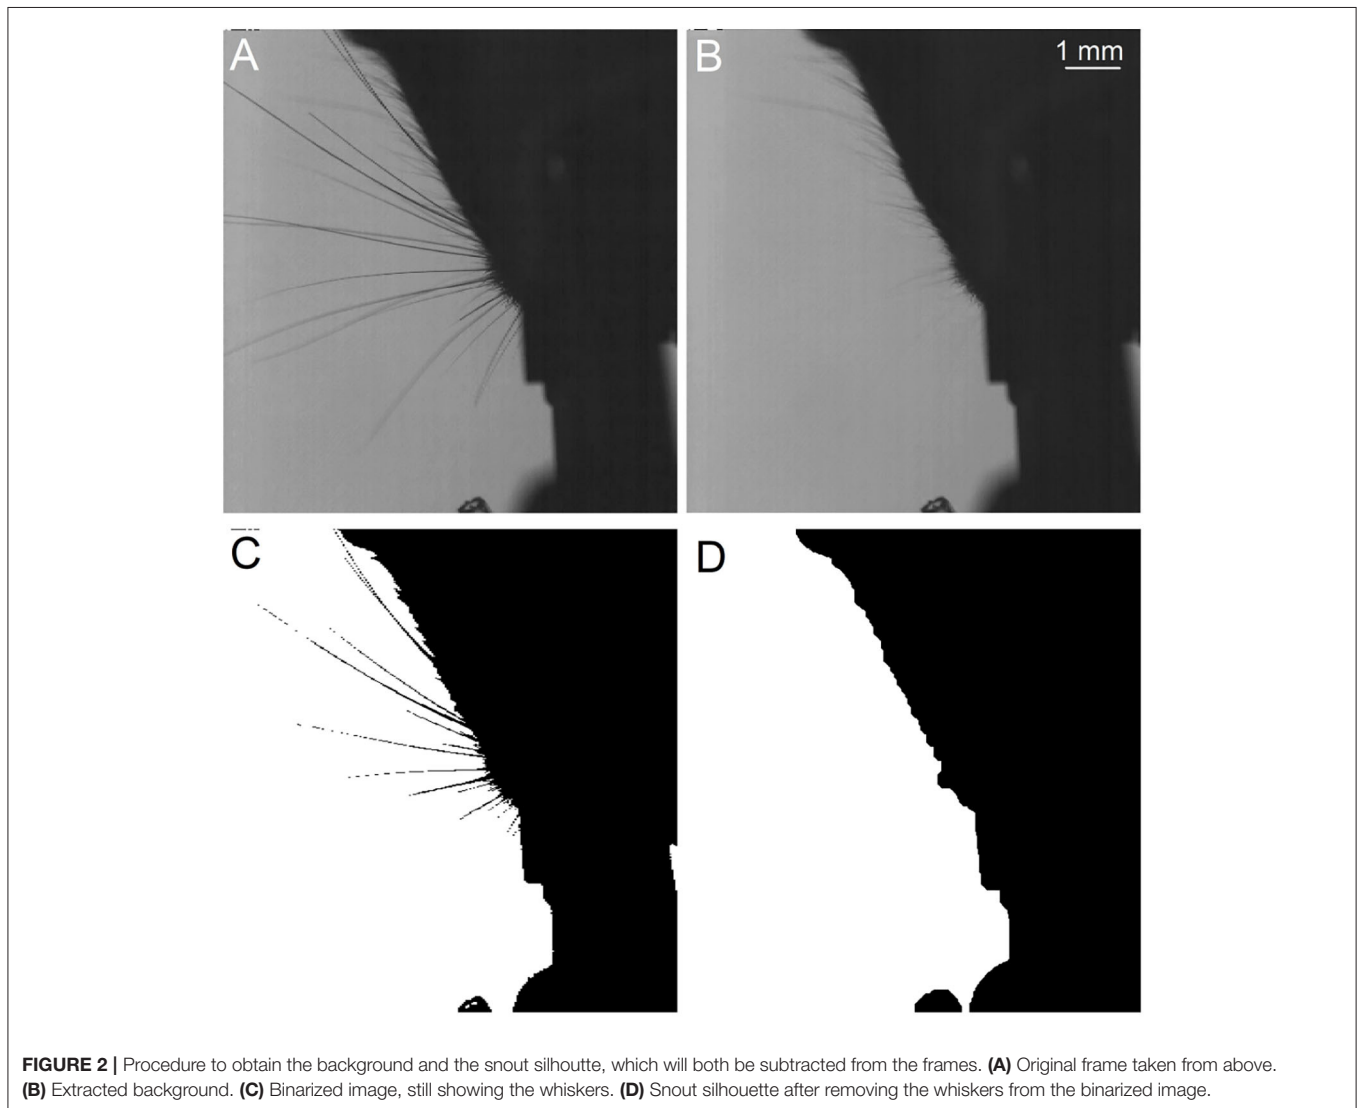 A
B
1 mm
C
D
FIGURE 2 | Procedure to obtain the background and the snout silhoutte, which will both be subtracted from the frames. (A) Original frame taken from above.
(B) Extracted background. (C) Binarized image, still showing the whiskers. (D) Snout silhouette after removing the whiskers from the binarized image.